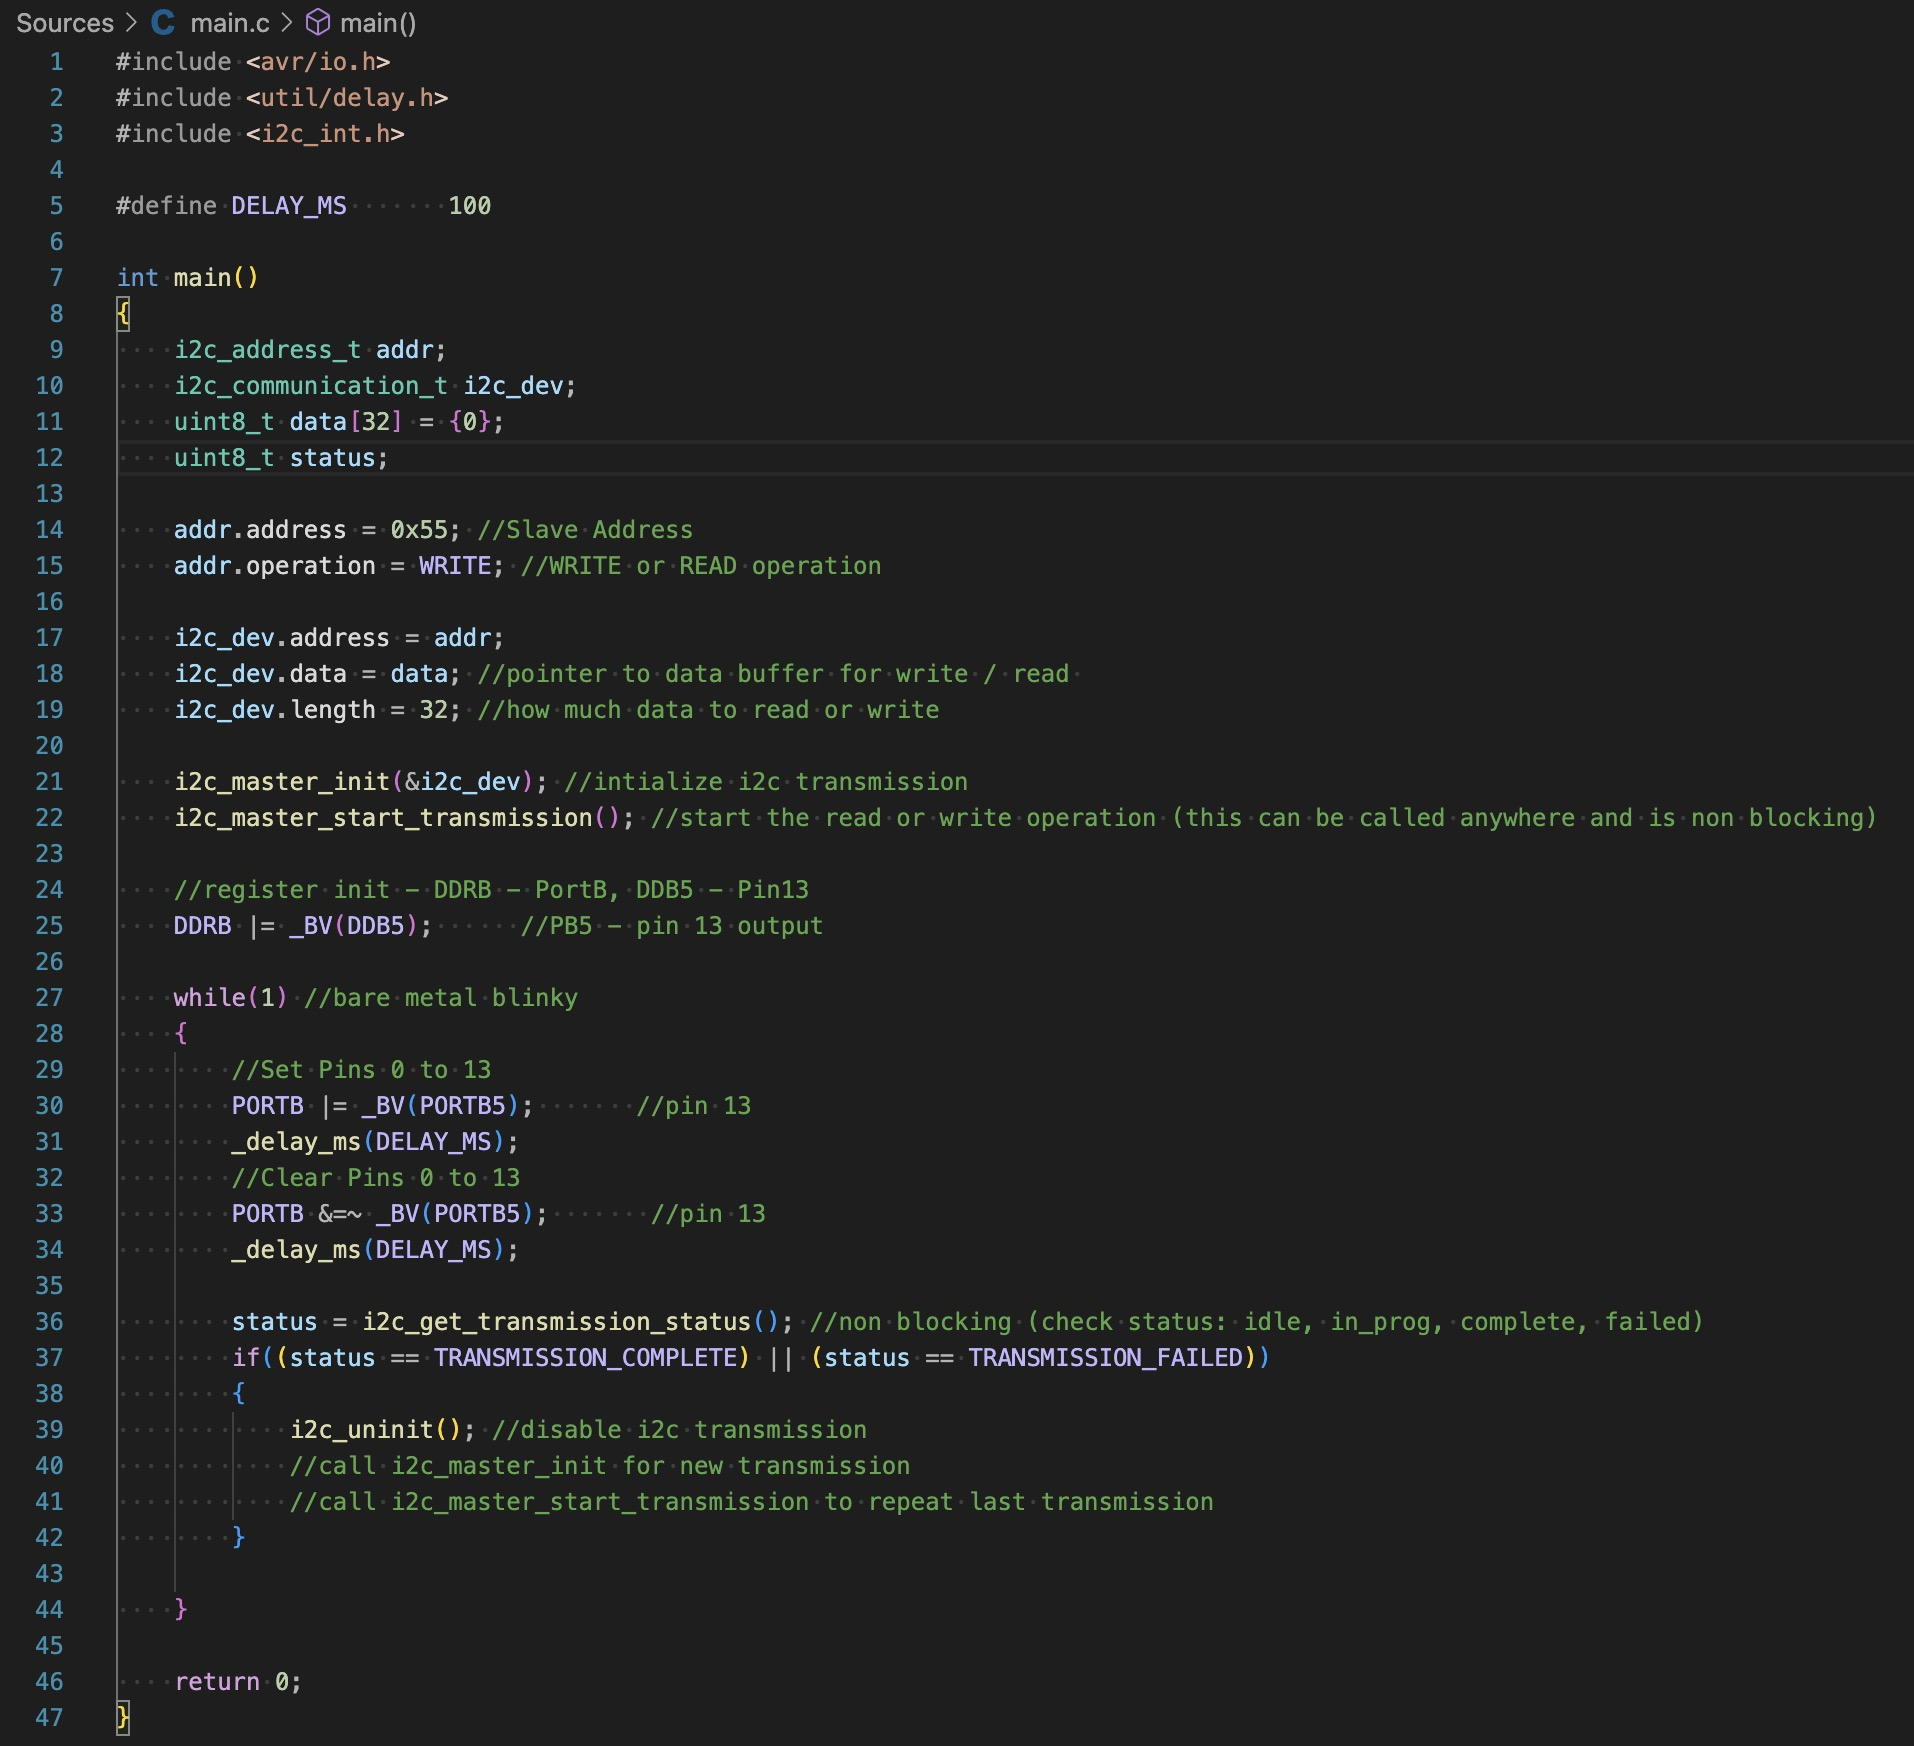 Sources > C main.c > main()
1 #include <avr/io.h>
2 #include <util/delay.h>
3 #include <i2c_int.h>
4
5 #define DELAY_MS       100
6
7 int main()
8 {
9     i2c_address_t addr;
10     i2c_communication_t i2c_dev;
11     uint8_t data[32] = {0};
12     uint8_t status;
13
14     addr.address = 0x55; //Slave Address
15     addr.operation = WRITE; //WRITE or READ operation
16
17     i2c_dev.address = addr;
18     i2c_dev.data = data; //pointer to data buffer for write / read
19     i2c_dev.length = 32; //how much data to read or write
20
21     i2c_master_init(&i2c_dev); //intialize i2c transmission
22     i2c_master_start_transmission(); //start the read or write operation (this can be called anywhere and is non blocking)
23
24     //register init - DDRB - PortB, DDB5 - Pin13
25     DDRB |= _BV(DDB5);      //PB5 - pin 13 output
26
27     while(1) //bare metal blinky
28     {
29         //Set Pins 0 to 13
30         PORTB |= _BV(PORTB5);       //pin 13
31         _delay_ms(DELAY_MS);
32         //Clear Pins 0 to 13
33         PORTB &=~ _BV(PORTB5);       //pin 13
34         _delay_ms(DELAY_MS);
35
36         status = i2c_get_transmission_status(); //non blocking (check status: idle, in_prog, complete, failed)
37         if((status == TRANSMISSION_COMPLETE) || (status == TRANSMISSION_FAILED))
38         {
39             i2c_uninit(); //disable i2c transmission
40             //call i2c_master_init for new transmission
41             //call i2c_master_start_transmission to repeat last transmission
42         }
43
44     }
45
46     return 0;
47 }